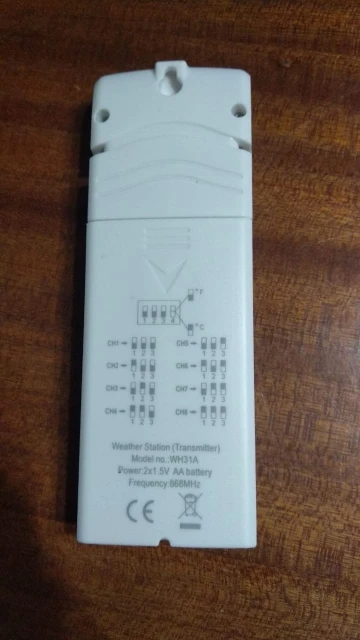 °F
1 2 3 4
°C
CH1→ 1 2 3 CH5→ 1 2 3
CH2→ 1 2 3 CH6→ 1 2 3
CH3→ 1 2 3 CH7→ 1 2 3
CH4→ 1 2 3 CH8→ 1 2 3
Weather Station (Transmitter)
Model no.:WH31A
Power:2x1.5V AA battery
Frequency:868MHz
CE